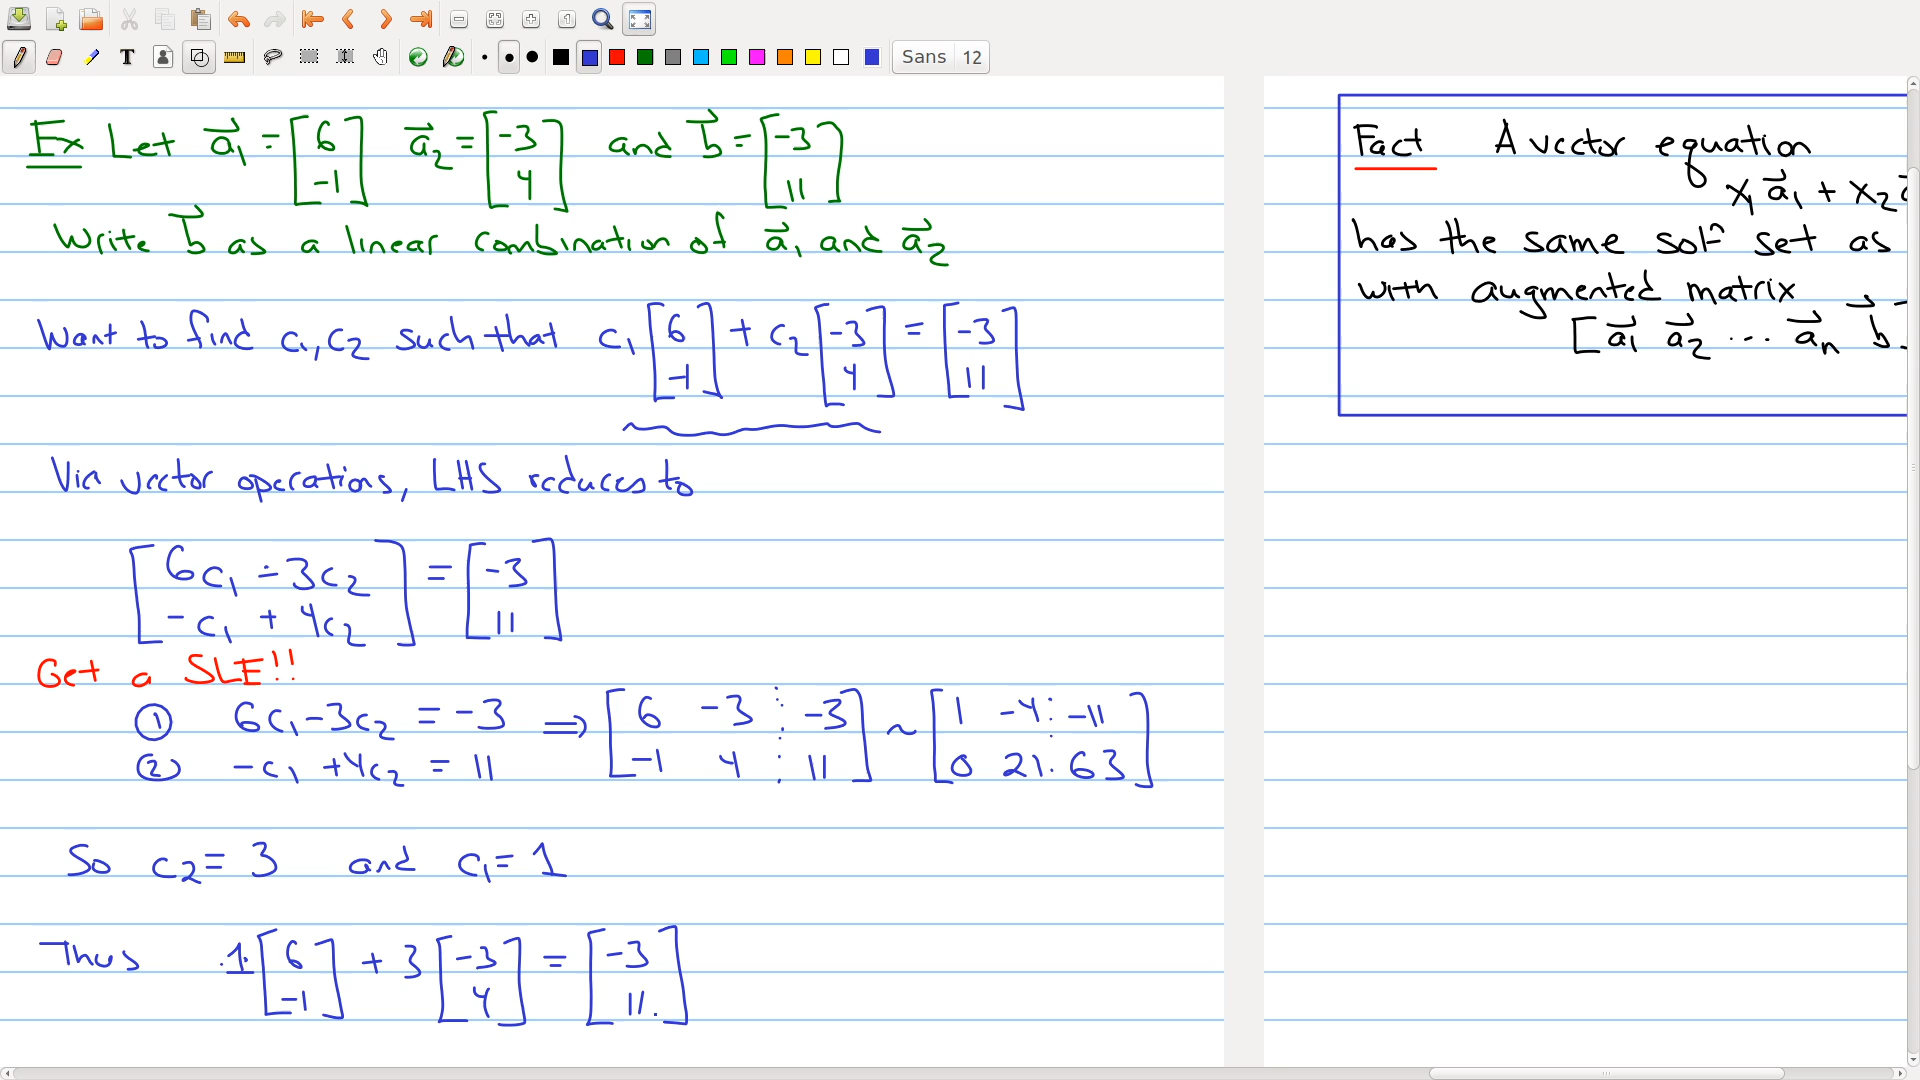 Sans 12
Ex Let a⃗₁ = [6 -1] a⃗₂ = [-3 4] and b⃗ = [-3 11]
Write b⃗ as a linear combination of a⃗₁ and a⃗₂
Want to find c₁, c₂ such that c₁ [6 -1] + c₂ [-3 4] = [-3 11]
Via vector operations, LHS reduces to
[6c₁ - 3c₂ -c₁ + 4c₂] = [-3 11]
Get a SLE!!
① 6c₁ - 3c₂ = -3 ⇒ [6 -3 ⋮ -3 -1 4 ⋮ 11] ~ [1 -4 ⋮ -11 0 21 ⋮ 63]
② -c₁ + 4c₂ = 11
So c₂ = 3 and c₁ = 1
Thus 1 [6 -1] + 3 [-3 4] = [-3 11]
Fact A vector equation
x₁ a⃗₁ + x₂
has the same solⁿ set as
with augmented matrix
[a⃗₁ a⃗₂ ... a⃗ₙ b⃗